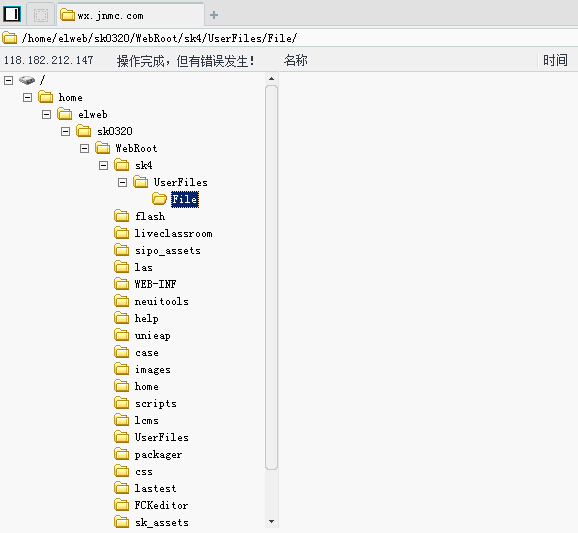 wx.jnmc.com
/home/elweb/sk0320/WebRoot/sk4/UserFiles/File/
118.182.212.147 操作完成,但有错误发生! 名称 时间
/
home
elweb
sk0320
WebRoot
sk4
UserFiles
File
flash
liveclassroom
sipo_assets
las
WEB-INF
neuitools
help
unieap
case
images
home
scripts
lcms
UserFiles
packager
css
lastest
FCKeditor
sk_assets